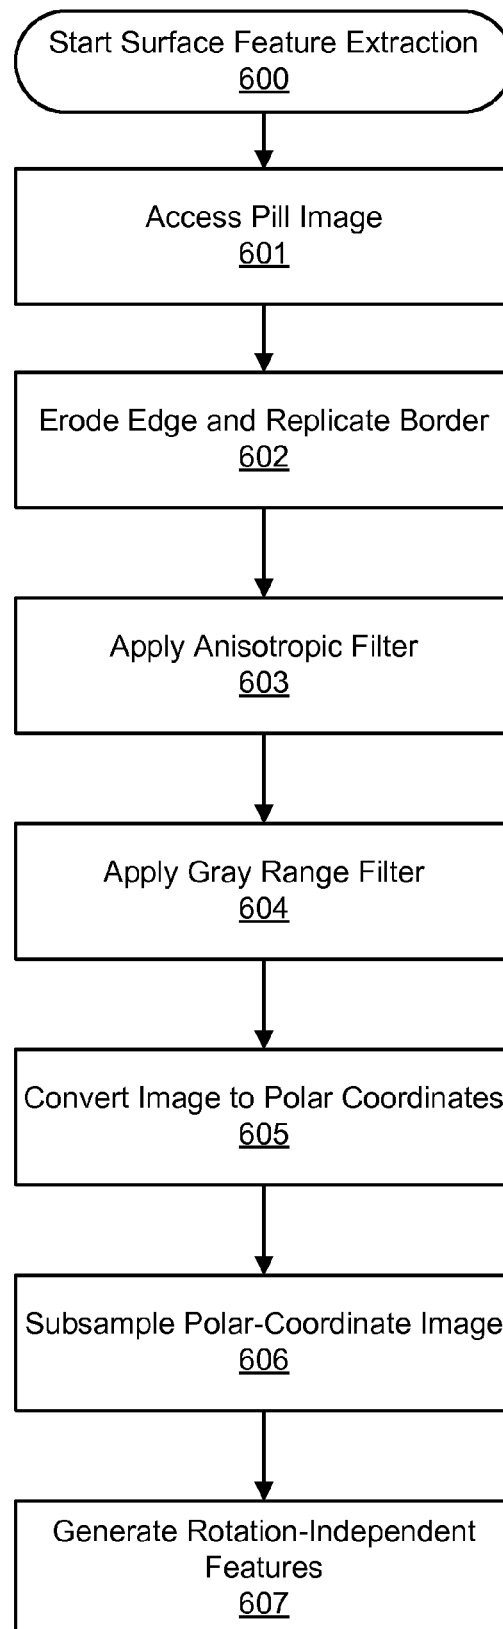 Start Surface Feature Extraction
600
Access Pill Image
601
Erode Edge and Replicate Border
602
Apply Anisotropic Filter
603
Apply Gray Range Filter
604
Convert Image to Polar Coordinates
605
Subsample Polar-Coordinate Image
606
Generate Rotation-Independent
Features
607